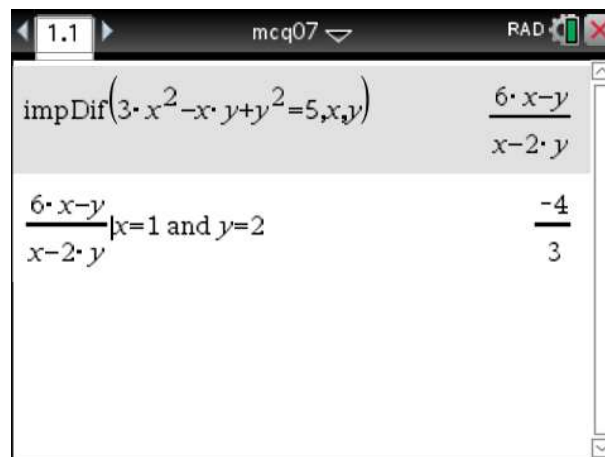 1.1 mcq07 RAD
impDif(3·x²−x·y+y²=5,x,y) 6·x−y
x−2·y
6·x−y|x=1 and y=2 -4
x−2·y 3